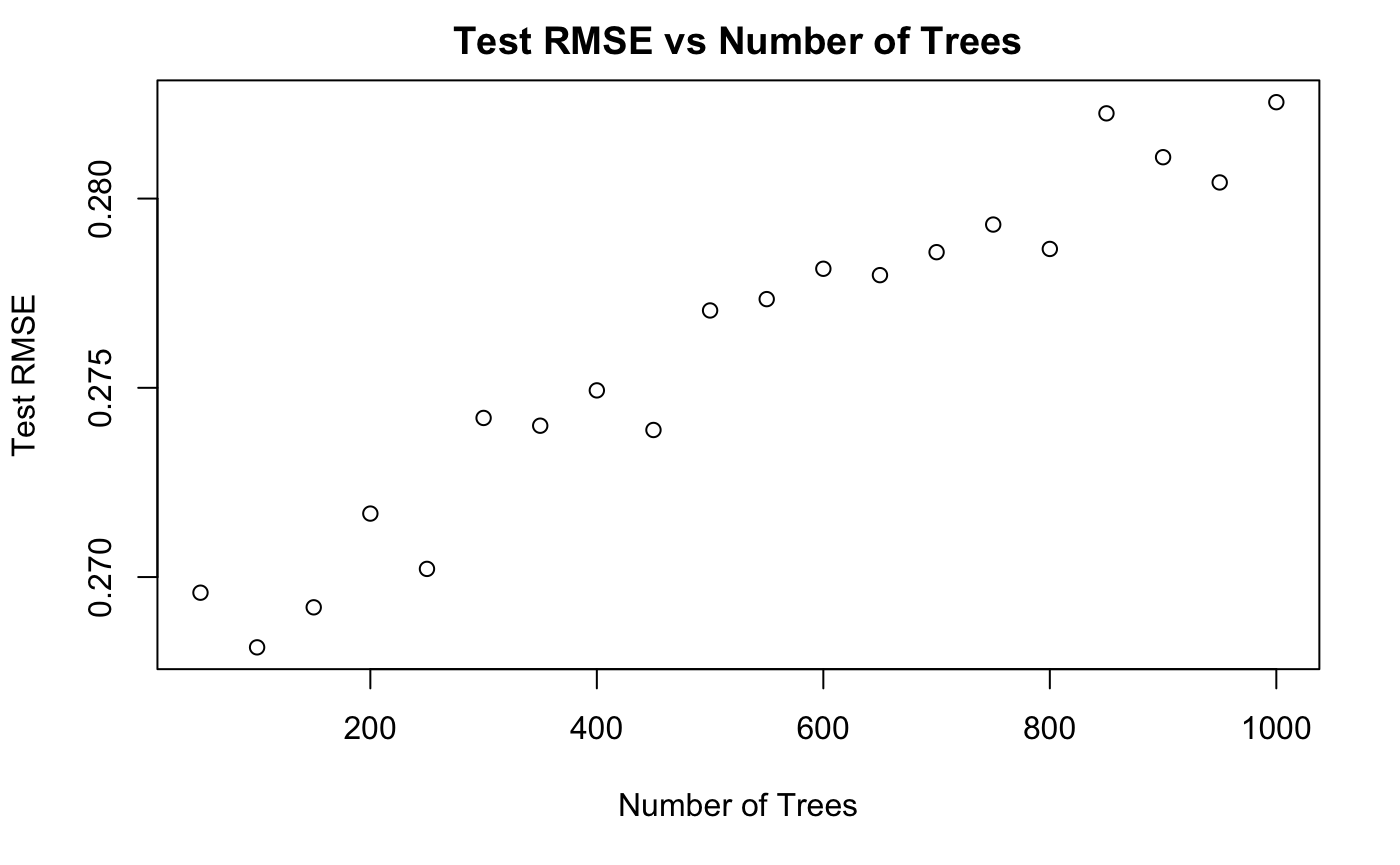 Test RMSE vs Number of Trees
0.280
0.275
0.270
Test RMSE
200 400 600 800 1000
Number of Trees